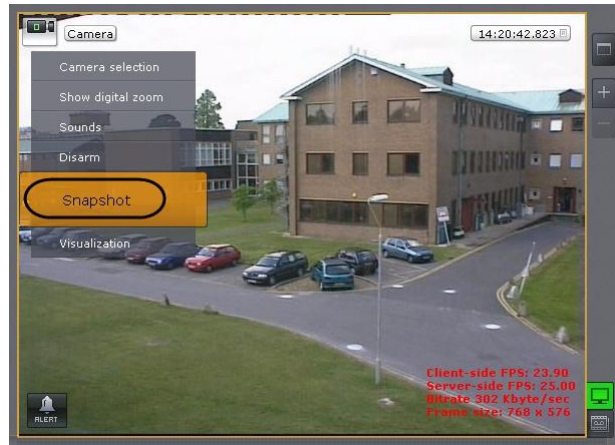 Camera
14:20:42.823
Camera selection
Show digital zoom
Sounds
Disarm
Snapshot
Visualization
Client-side FPS: 23.90
Server-side FPS: 25.00
Bitrate 302 Kbyte/sec
Frame size: 768 x 576
ALERT